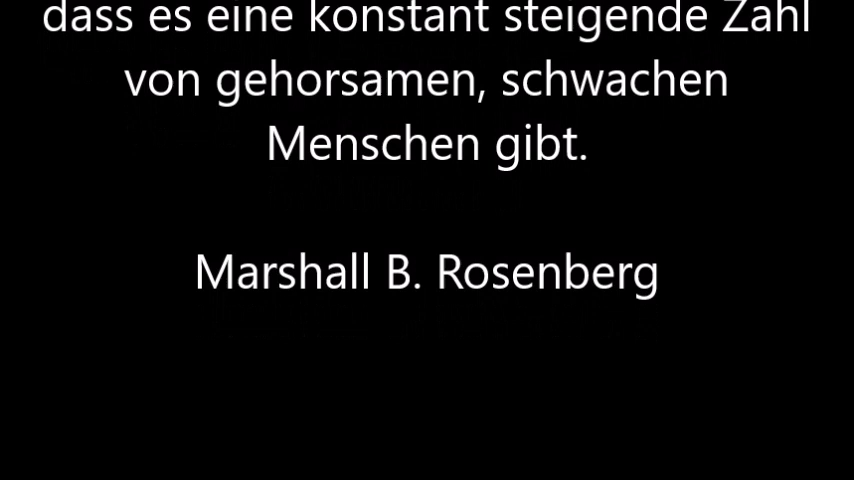 dass es eine konstant steigende Zahl
von gehorsamen, schwachen
Menschen gibt.
Marshall B. Rosenberg